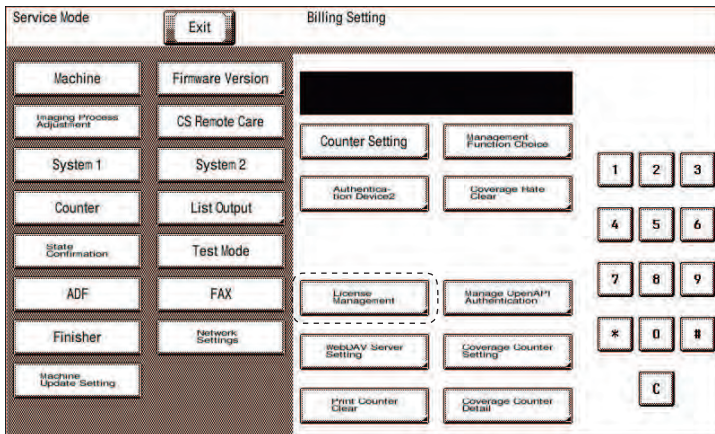 Service Mode
Exit
Billing Setting
Machine
Firmware Version
Imaging Process
Adjustment
CS Remote Care
System 1
System 2
Counter
List Output
State
Confirmation
Test Mode
ADF
FAX
Finisher
Network
Settings
Machine
Update Setting
Counter Setting
Management
Function Choice
Authentica-
tion Device2
Coverage Rate
Clear
License
Management
Manage OpenAPI
Authentication
WebDAV Server
Setting
Coverage Counter
Setting
Print Counter
Clear
Coverage Counter
Detail
1 2 3
4 5 6
7 8 9
* 0 #
C